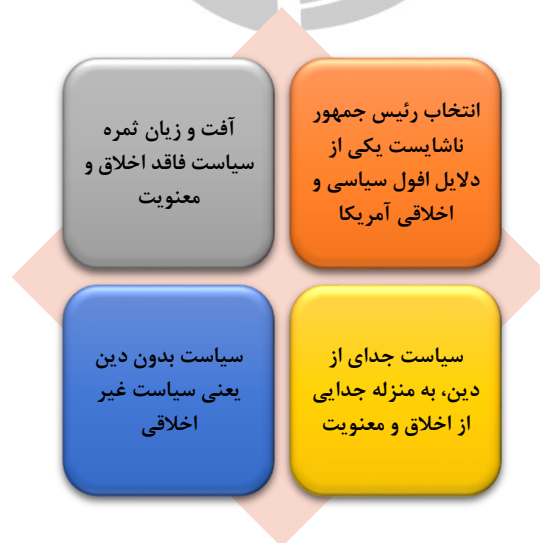 انتخاب رئیس جمهور
ناشایست یکی از
دلایل افول سیاسی و
اخلاقی آمریکا
آفت و زیان ثمره
سیاست فاقد اخلاق و
معنویت
سیاست جدای از
دین، به منزله جدایی
از اخلاق و معنویت
سیاست بدون دین
یعنی سیاست غیر
اخلاقی